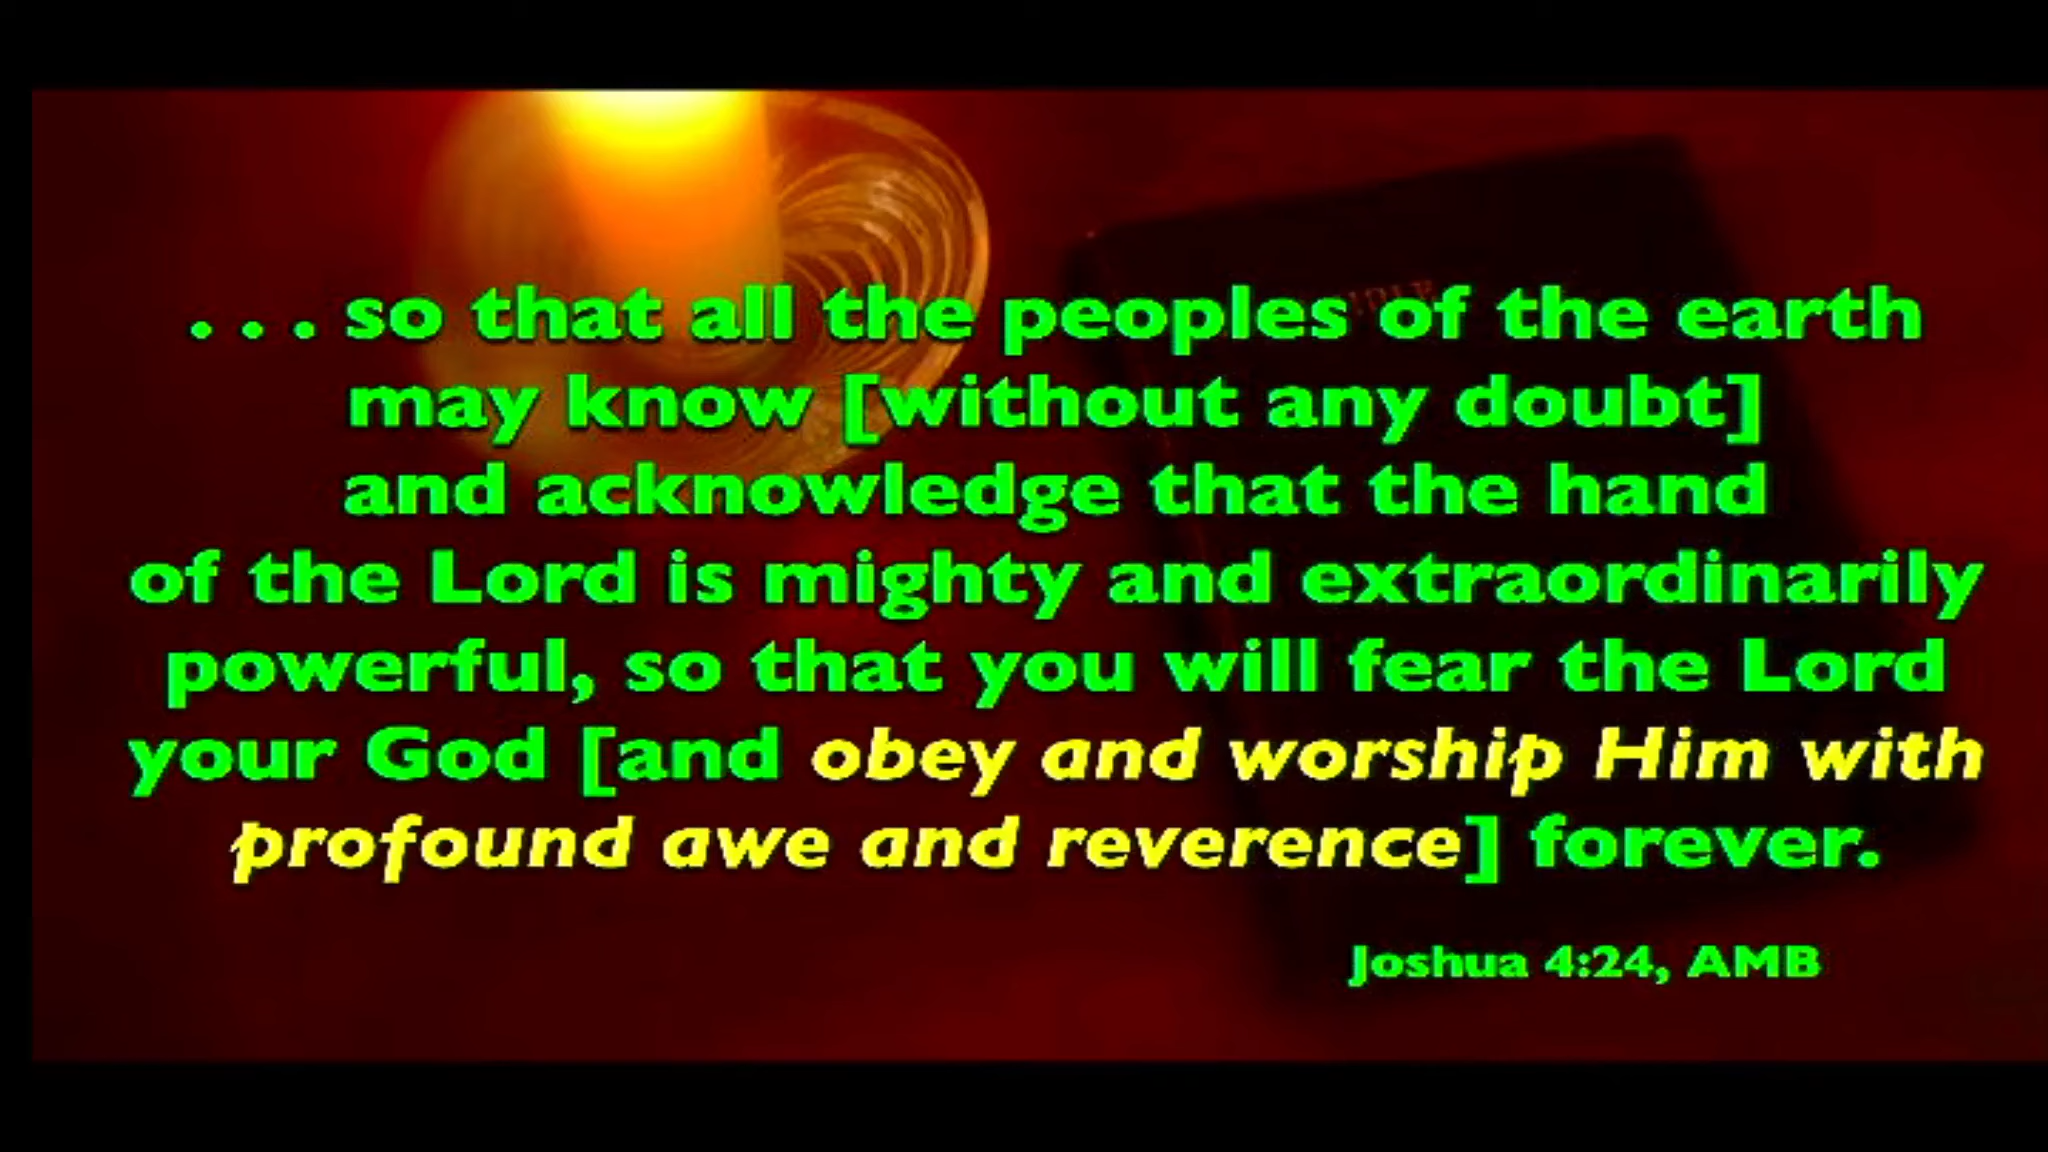 . . . so that all the peoples of the earth
may know [without any doubt]
and acknowledge that the hand
of the Lord is mighty and extraordinarily
powerful, so that you will fear the Lord
your God [and obey and worship Him with
profound awe and reverence] forever.
Joshua 4:24, AMB